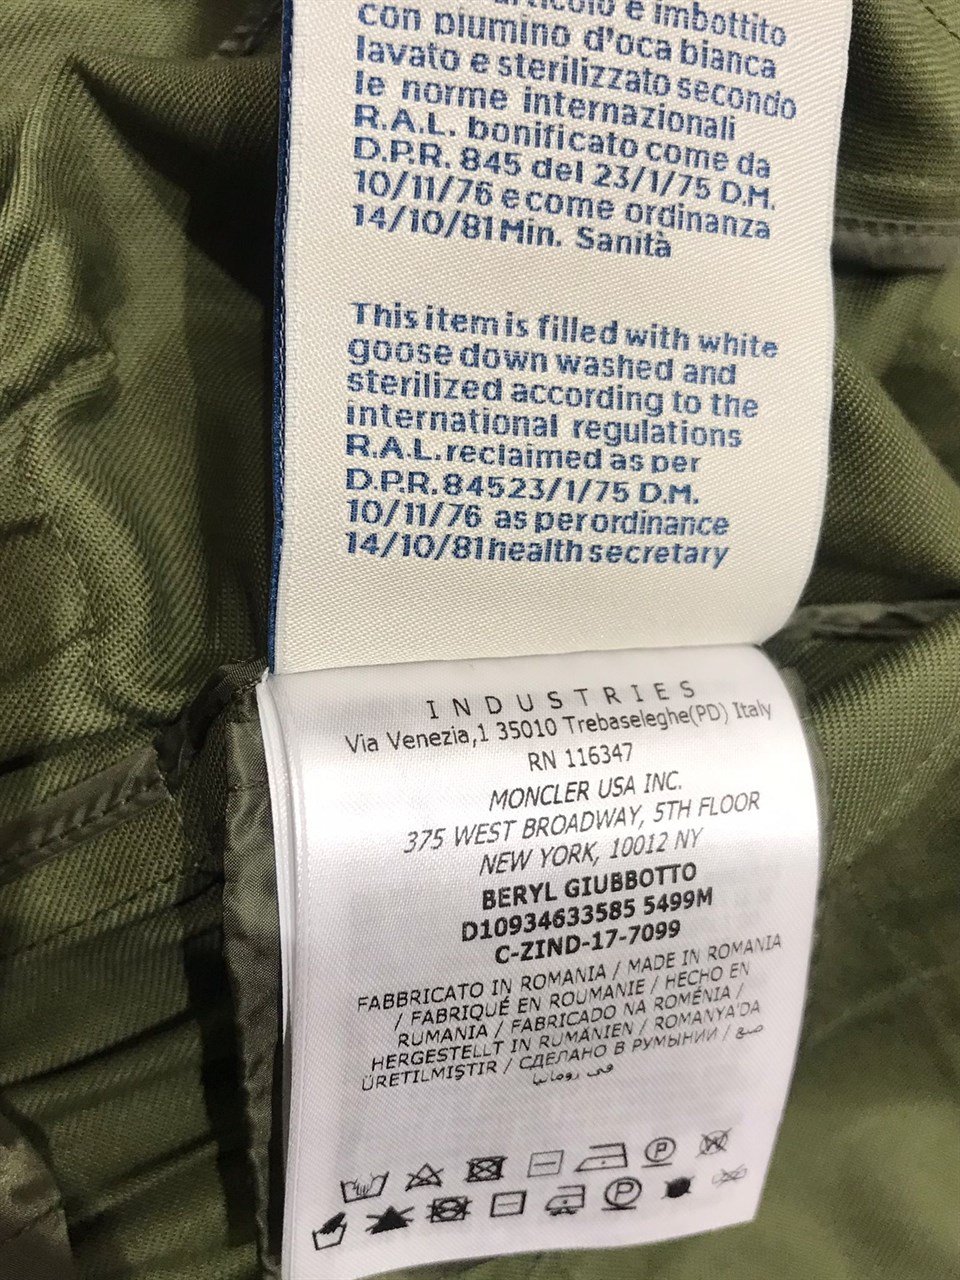 articolo è imbottito
con piumino d'oca bianca
lavato e sterilizzato secondo
le norme internazionali
R.A.L. bonificato come da
D.P.R. 845 del 23/1/75 D.M.
10/11/76 e come ordinanza
14/10/81 Min. Sanità
This item is filled with white
goose down washed and
sterilized according to the
international regulations
R.A.L. reclaimed as per
D.P.R. 84523/1/75 D.M.
10/11/76 as per ordinance
14/10/81 health secretary
INDUSTRIES
Via Venezia,1 35010 Trebaseleghe(PD) Italy
RN 116347
MONCLER USA INC.
375 WEST BROADWAY, 5TH FLOOR
NEW YORK, 10012 NY
BERYL GIUBBOTTO
D10934633585 5499M
C-ZIND-17-7099
FABBRICATO IN ROMANIA / MADE IN ROMANIA
/ FABRIQUÉ EN ROUMANIE / HECHO EN
RUMANIA / FABRICADO NA ROMÉNIA /
HERGESTELLT IN RUMÄNIEN / ROMANYA'DA
ÜRETILMIŞTIR / СДЕЛАНО В РУМЫНИИ / صنع
في رومانيا
P W
P